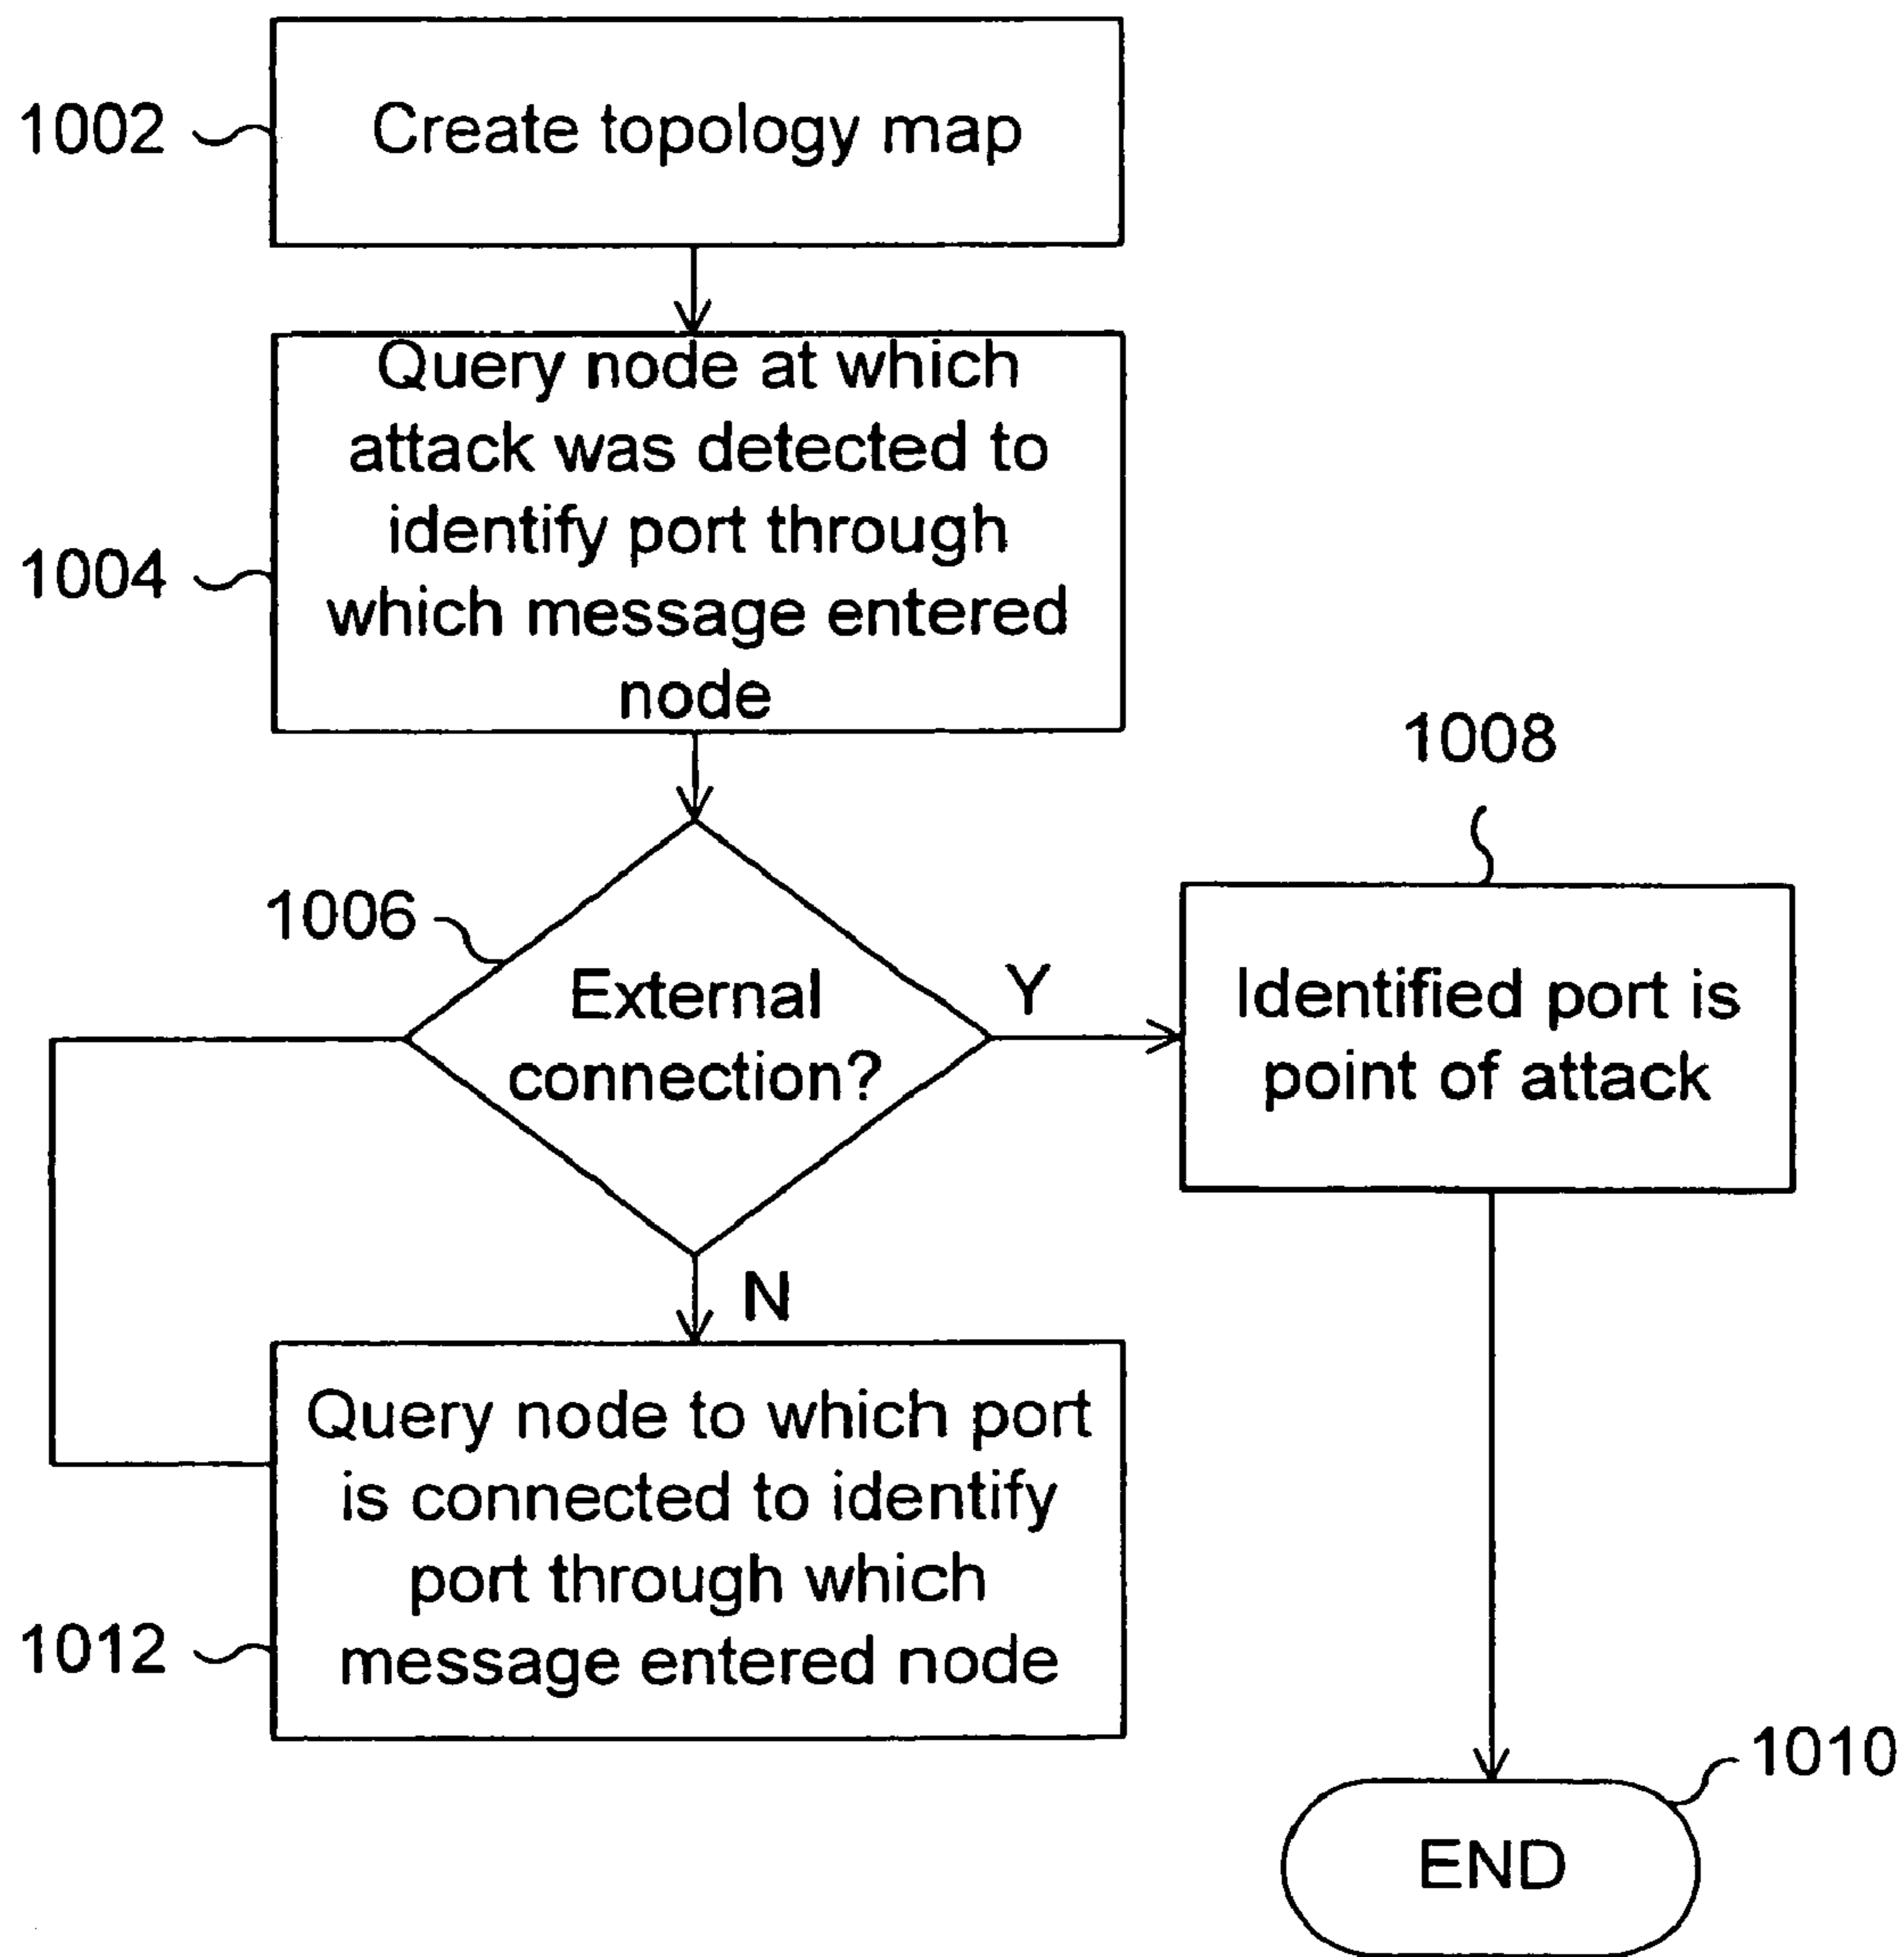 1002
Create topology map
1004
Query node at which
attack was detected to
identify port through
which message entered
node
1006
External
connection?
Y
N
1008
Identified port is
point of attack
1012
Query node to which port
is connected to identify
port through which
message entered node
1010
END